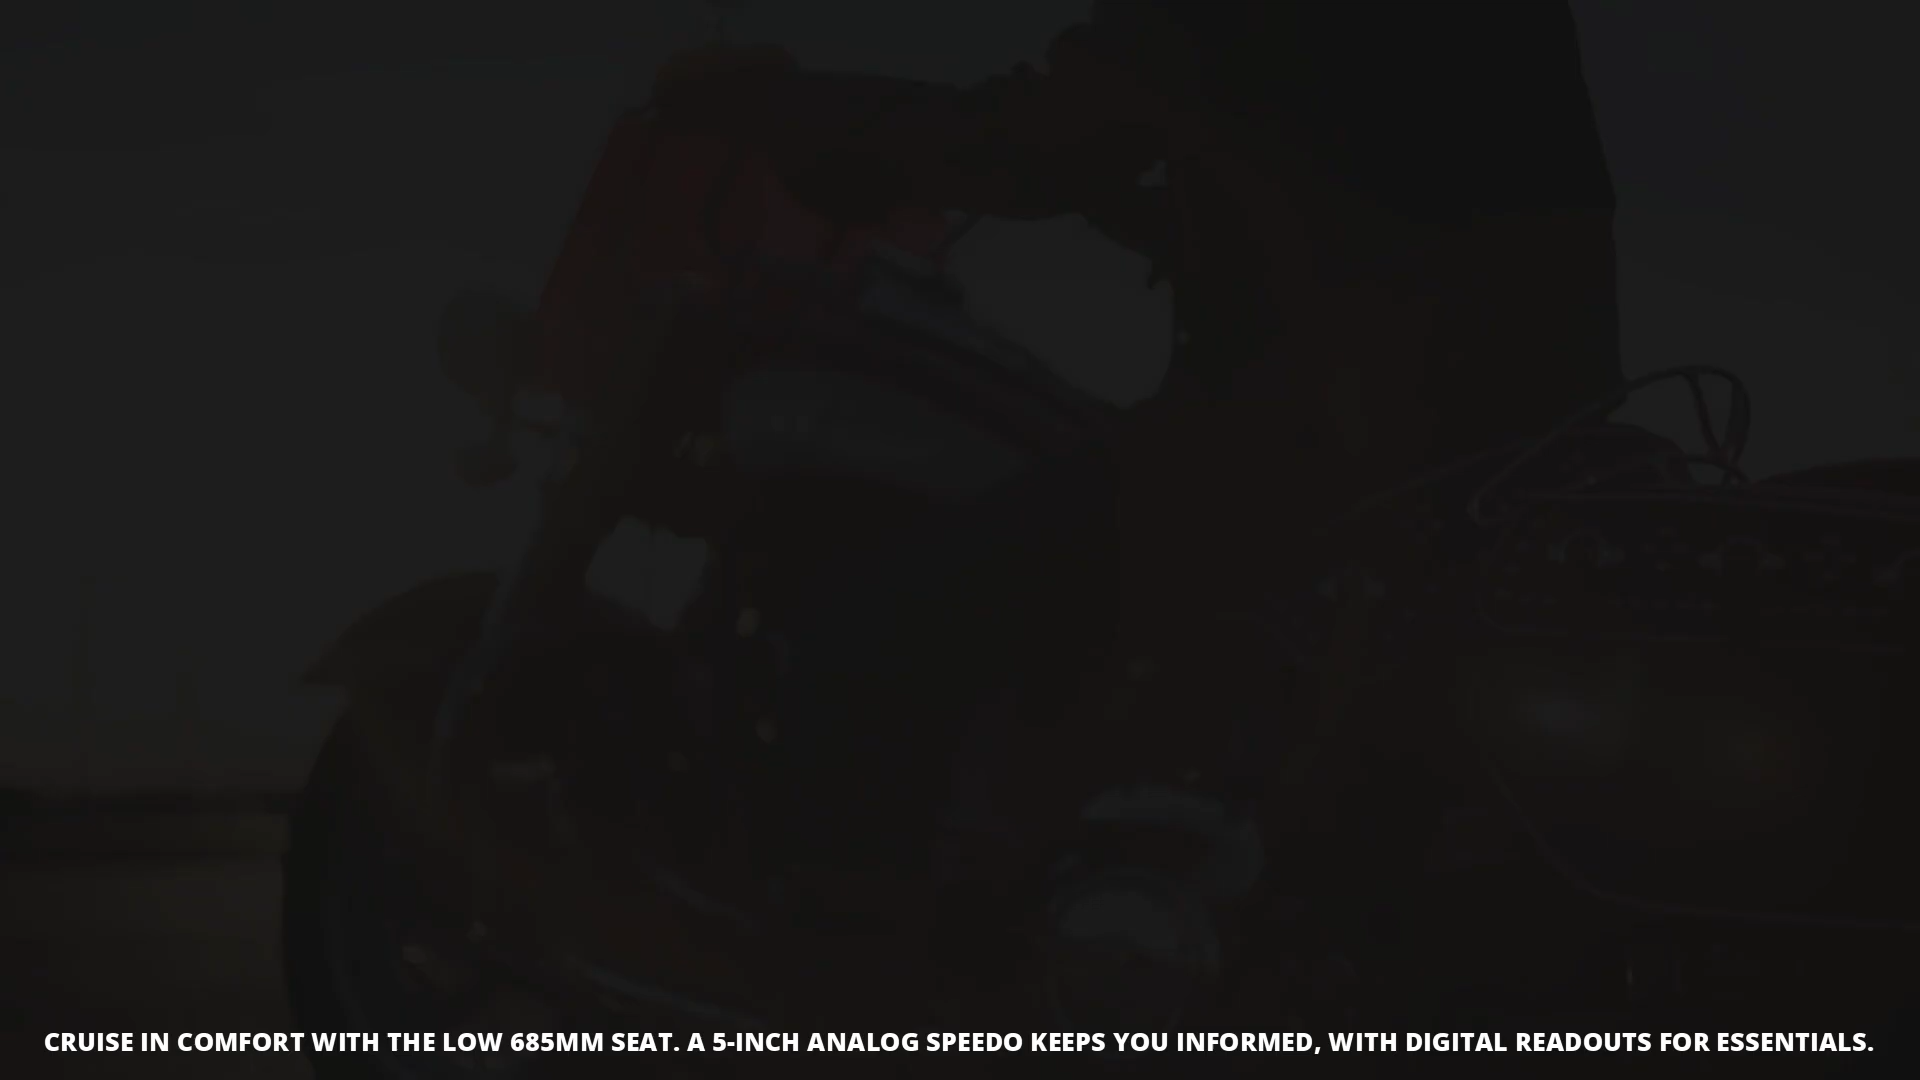 CRUISE IN COMFORT WITH THE LOW 685MM SEAT. A 5-INCH ANALOG SPEEDO KEEPS YOU INFORMED, WITH DIGITAL READOUTS FOR ESSENTIALS.